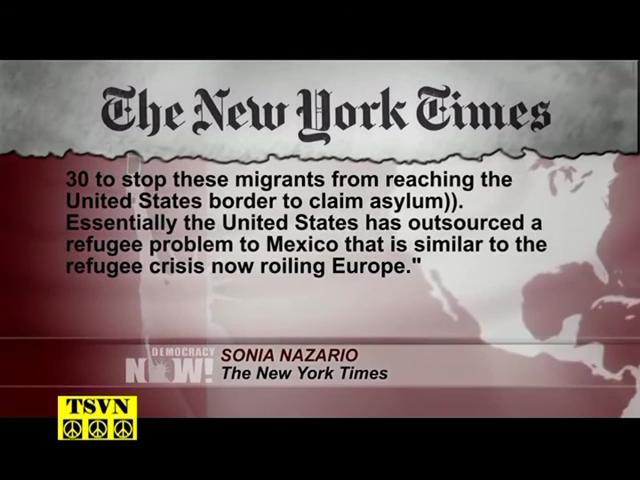 The New York Times
30 to stop these migrants from reaching the
United States border to claim asylum)).
Essentially the United States has outsourced a
refugee problem to Mexico that is similar to the
refugee crisis now roiling Europe."
DEMOCRACY
NOW!
SONIA NAZARIO
The New York Times
TSVN